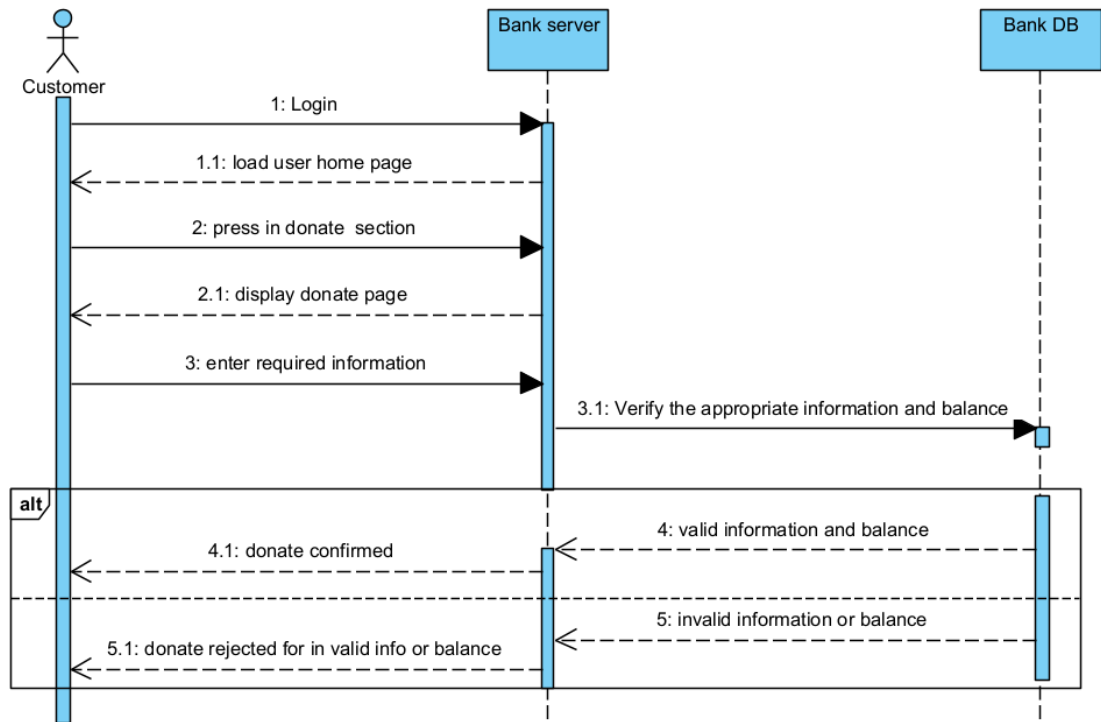 Bank server
Bank DB
Customer
1: Login
1.1: load user home page
2: press in donate section
2.1: display donate page
3: enter required information
3.1: Verify the appropriate information and balance
alt
4: valid information and balance
4.1: donate confirmed
5: invalid information or balance
5.1: donate rejected for in valid info or balance